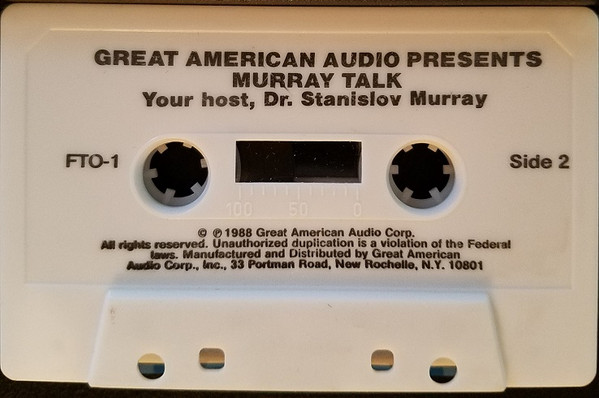 GREAT AMERICAN AUDIO PRESENTS
MURRAY TALK
Your host, Dr. Stanislov Murray
FTO-1
Side 2
100 50 0
© ℗ 1988 Great American Audio Corp.
All rights reserved. Unauthorized duplication is a violation of the Federal
laws. Manufactured and Distributed by Great American
Audio Corp., Inc., 33 Portman Road, New Rochelle, N.Y. 10801